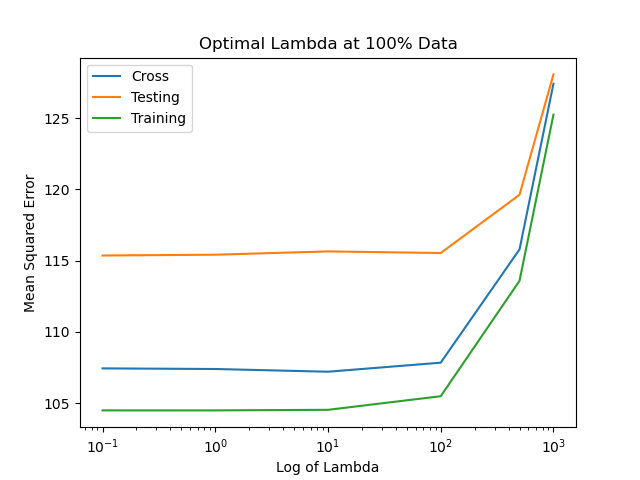 Optimal Lambda at 100% Data
Cross
Testing
Training
Mean Squared Error
125
120
115
110
105
10⁻¹
10⁰
10¹
10²
10³
Log of Lambda